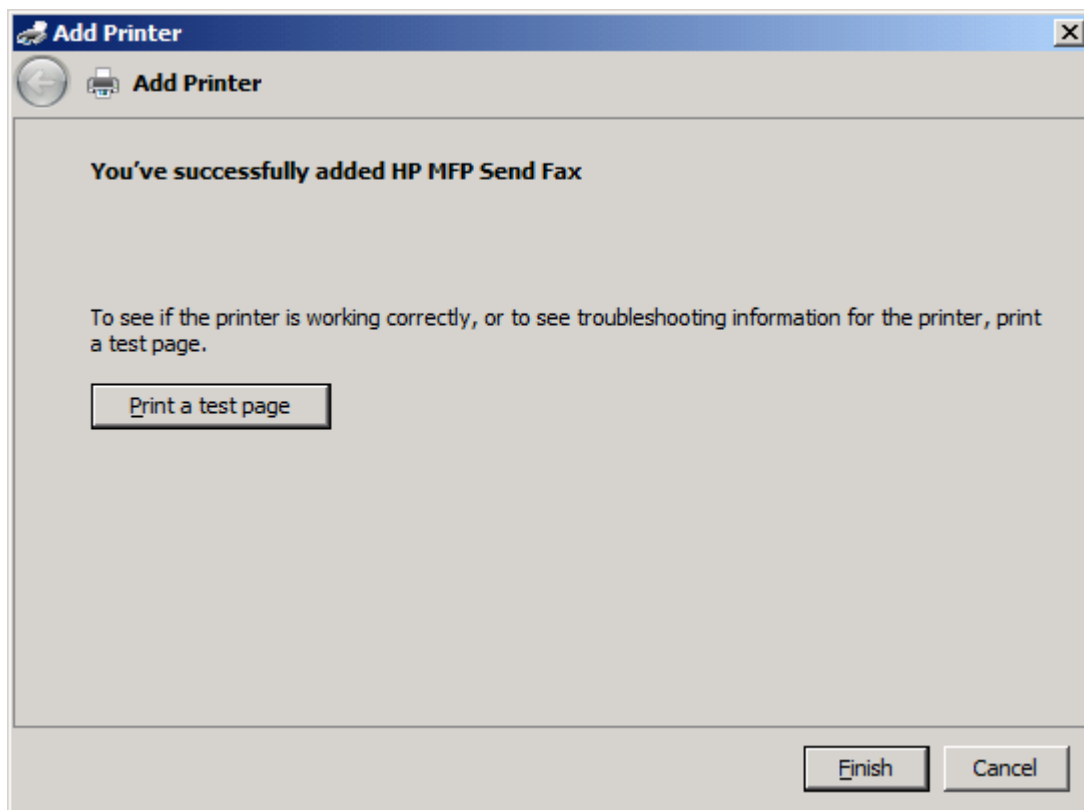 Add Printer
Add Printer
You've successfully added HP MFP Send Fax
To see if the printer is working correctly, or to see troubleshooting information for the printer, print
a test page.
Print a test page
Finish
Cancel